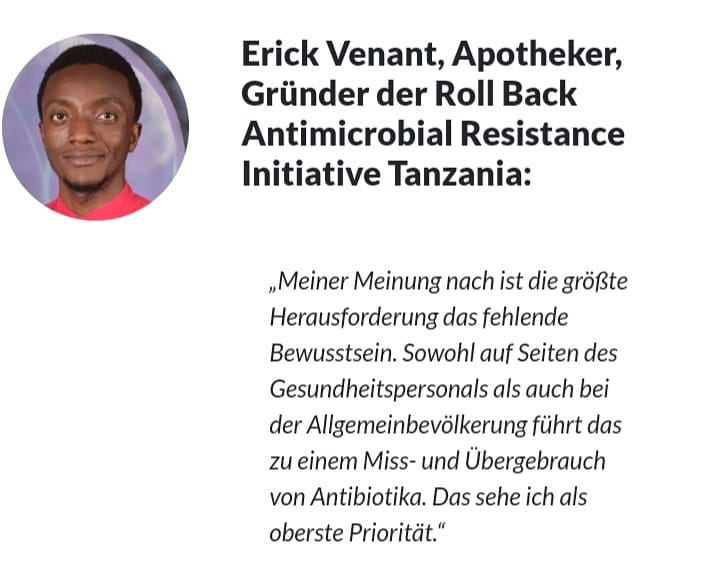 Erick Venant, Apotheker,
Gründer der Roll Back
Antimicrobial Resistance
Initiative Tanzania:
„Meiner Meinung nach ist die größte
Herausforderung das fehlende
Bewusstsein. Sowohl auf Seiten des
Gesundheitspersonals als auch bei
der Allgemeinbevölkerung führt das
zu einem Miss- und Übergebrauch
von Antibiotika. Das sehe ich als
oberste Priorität.“